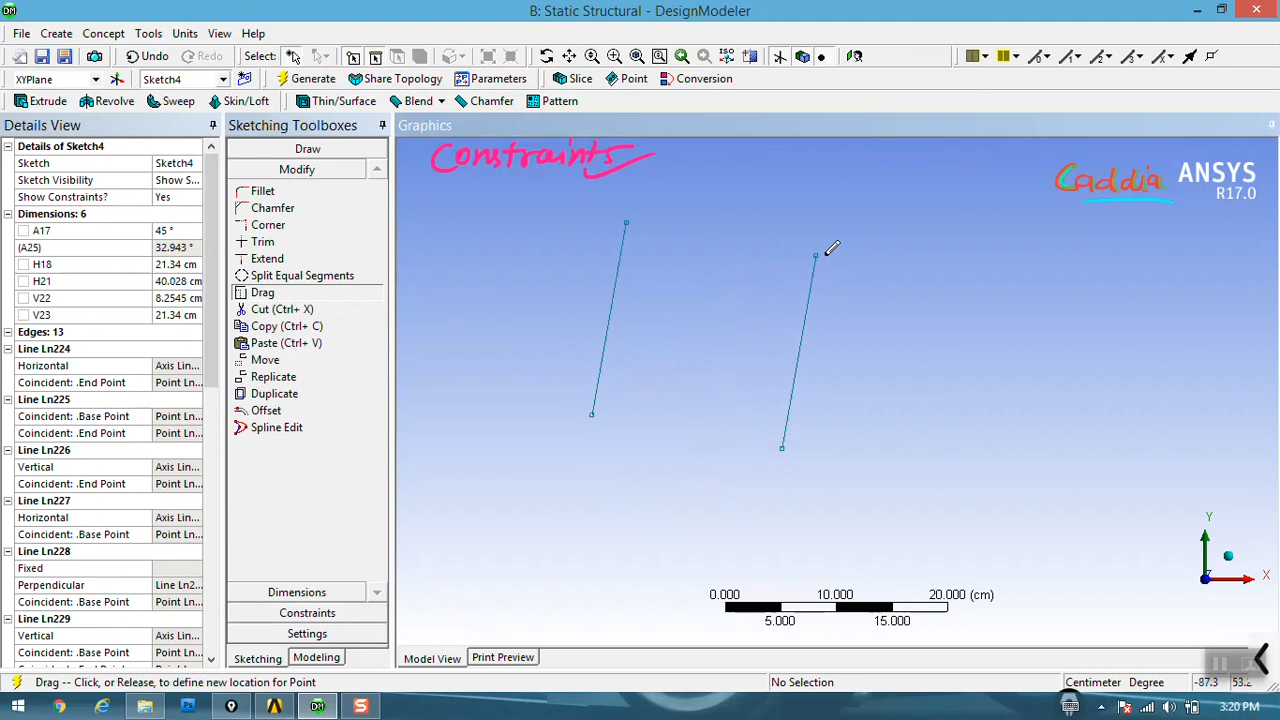 B: Static Structural - DesignModeler
File Create Concept Tools Units View Help
Undo Redo Select:
XYPlane Sketch4 Generate Share Topology Parameters Slice Point Conversion
Extrude Revolve Sweep Skin/Loft Thin/Surface Blend Chamfer Pattern
Details View
Details of Sketch4
Sketch Sketch4
Sketch Visibility Show S...
Show Constraints? Yes
Dimensions: 6
A17 45 °
(A25) 32.943 °
H18 21.34 cm
H21 40.028 cm
V22 8.2545 cm
V23 21.34 cm
Edges: 13
Line Ln224
Horizontal Axis Lin...
Coincident: .End Point Point Ln...
Line Ln225
Coincident: .Base Point Point Ln...
Coincident: .End Point Point Ln...
Line Ln226
Vertical Axis Lin...
Coincident: .End Point Point Ln...
Line Ln227
Horizontal Axis Lin...
Coincident: .Base Point Point Ln...
Line Ln228
Fixed
Perpendicular Line Ln2...
Coincident: .Base Point Point Ln...
Line Ln229
Vertical Axis Lin...
Coincident: .Base Point Point Ln...
Sketching Toolboxes
Draw
Modify
Fillet
Chamfer
Corner
Trim
Extend
Split Equal Segments
Drag
Cut (Ctrl+ X)
Copy (Ctrl+ C)
Paste (Ctrl+ V)
Move
Replicate
Duplicate
Offset
Spline Edit
Dimensions
Constraints
Settings
Sketching Modeling
Graphics
Constraints
Caddia
ANSYS
R17.0
Y
X
0.000 10.000 20.000 (cm)
5.000 15.000
Model View Print Preview
Drag -- Click, or Release, to define new location for Point No Selection Centimeter Degree -87.3 53.2
3:20 PM